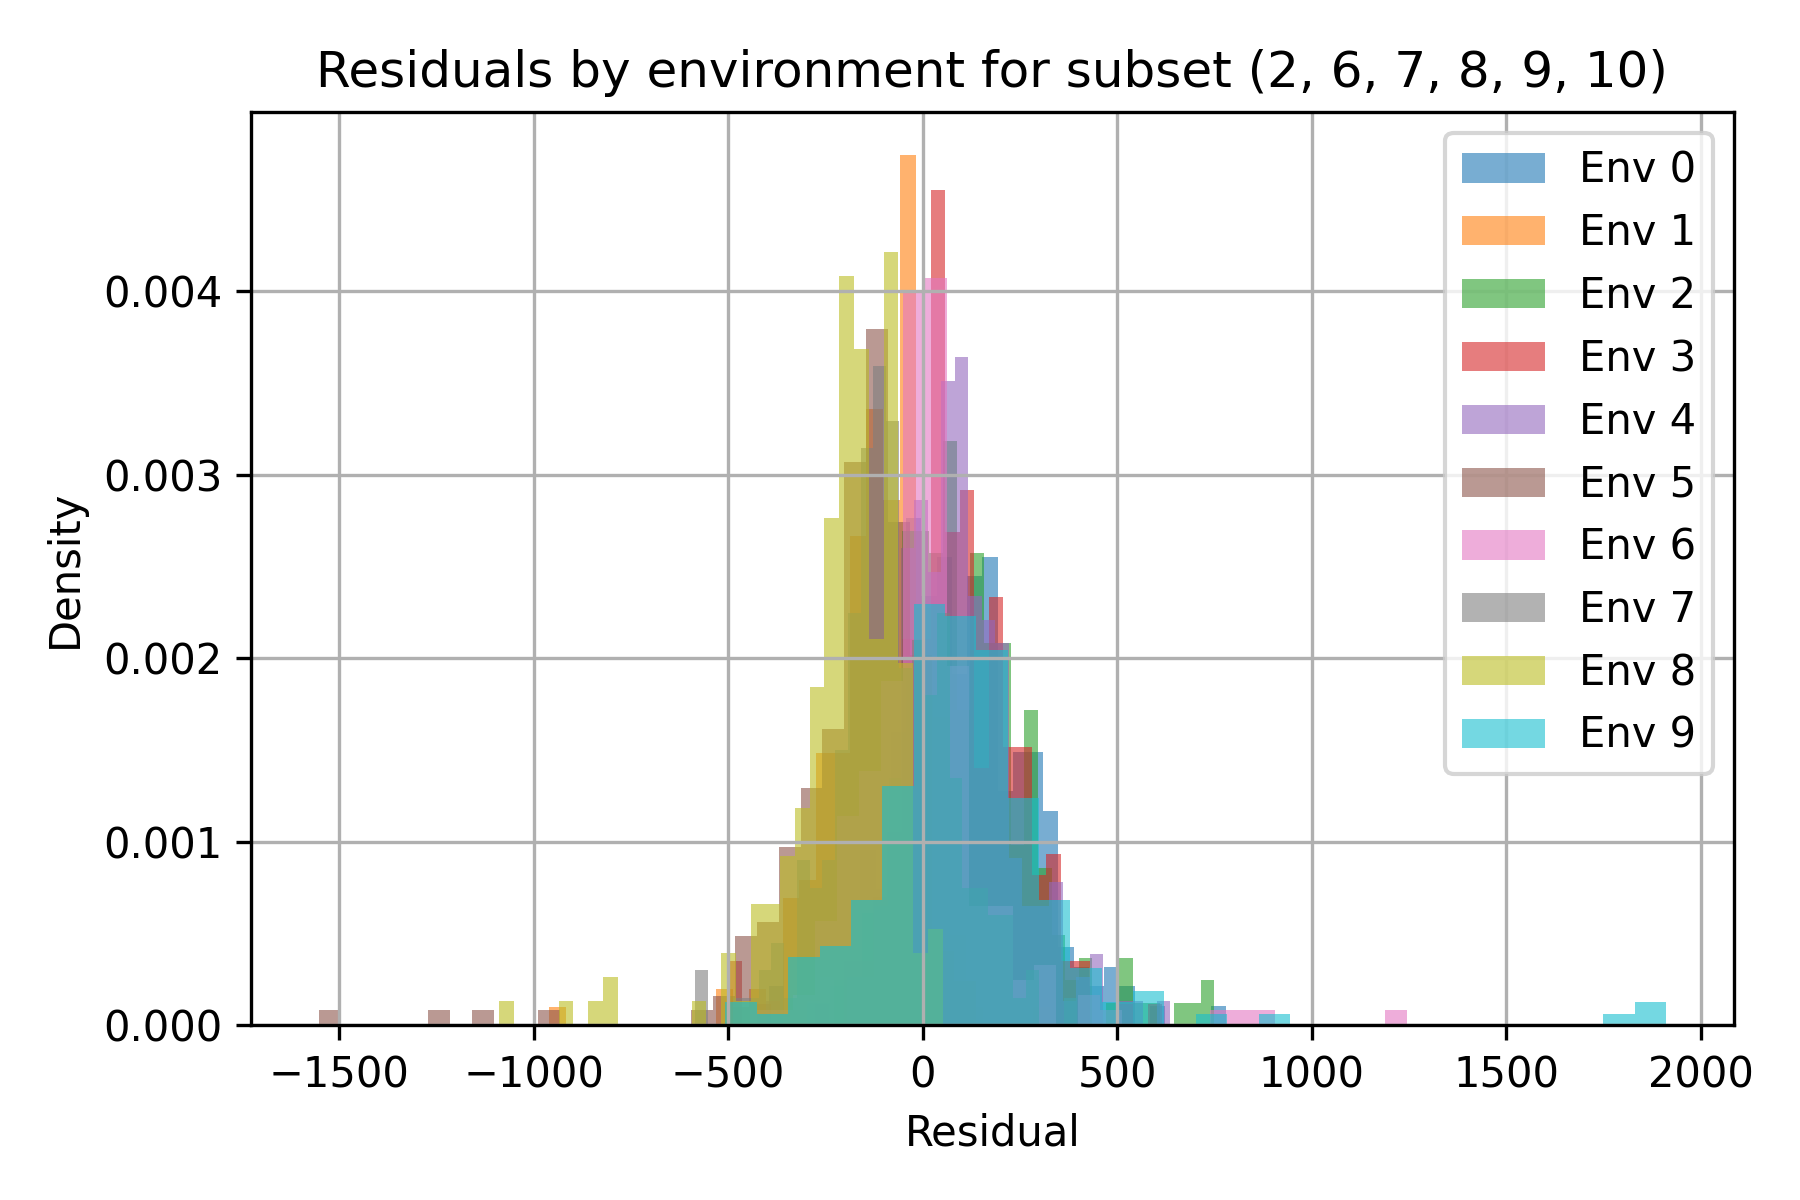 Residuals by environment for subset (2, 6, 7, 8, 9, 10)
Env 0
Env 1
Env 2
Env 3
Env 4
Env 5
Env 6
Env 7
Env 8
Env 9
Density
0.004
0.003
0.002
0.001
0.000
−1500 −1000 −500 0 500 1000 1500 2000
Residual